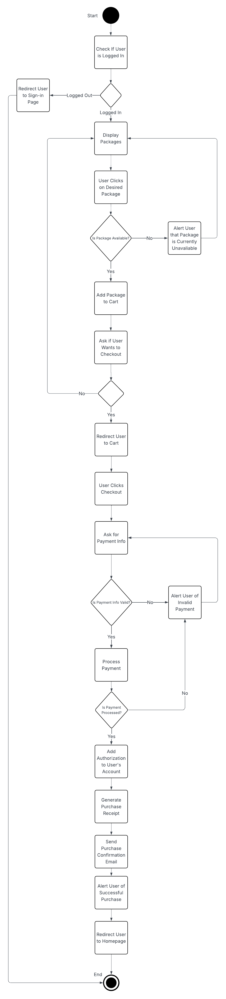 Start
Check If User
is Logged In
Redirect User
to Sign-in
Page
Logged Out
Logged In
Display
Packages
User Clicks
on Desired
Package
Is Package Avaliable?
No
Alert User
that Package
is Currently
Unavaliable
Yes
Add Package
to Cart
Ask if User
Wants to
Checkout
No
Yes
Redirect User
to Cart
User Clicks
Checkout
Ask for
Payment Info
Is Payment Info Valid?
No
Alert User of
Invalid
Payment
Yes
Process
Payment
No
Is Payment
Processed?
Yes
Add
Authorization
to User's
Account
Generate
Purchase
Receipt
Send
Purchase
Confirmation
Email
Alert User of
Successful
Purchase
Redirect User
to Homepage
End